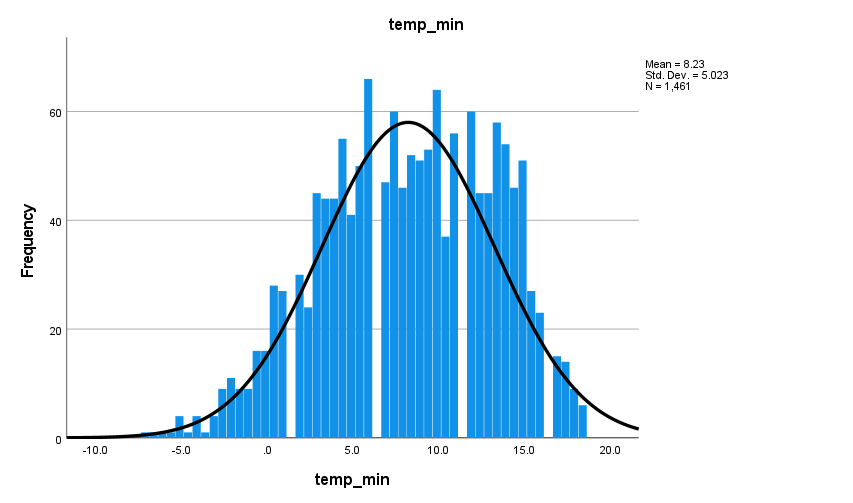 temp_min
Mean = 8.23
Std. Dev. = 5.023
N = 1,461
60
40
20
0
Frequency
-10.0 -5.0 .0 5.0 10.0 15.0 20.0
temp_min